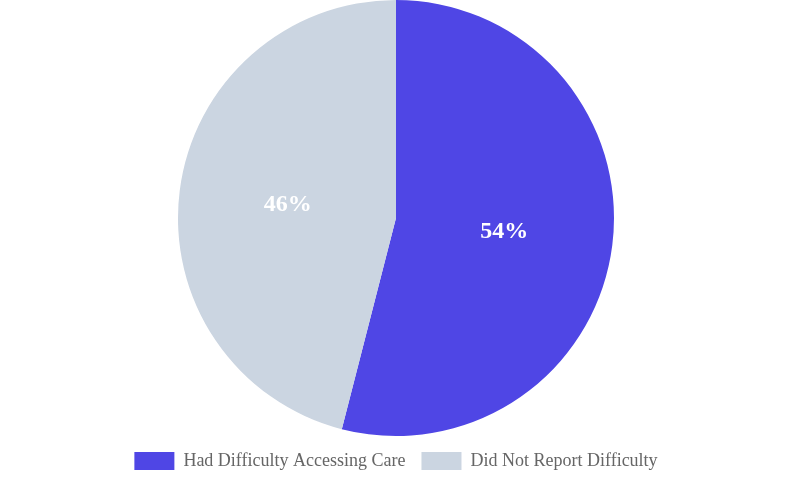 46%
54%
Had Difficulty Accessing Care
Did Not Report Difficulty